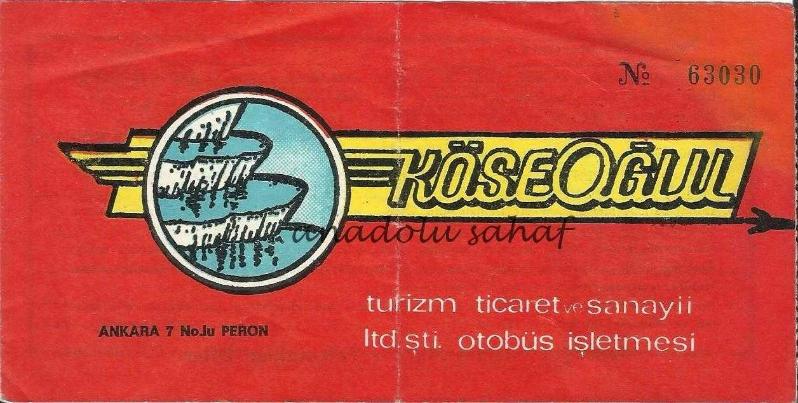 № 63030
KÖSEOĞLU
anadolu sahaf
turizm ticaret ve sanayii
ltd.şti. otobüs işletmesi
ANKARA 7 No.lu PERON